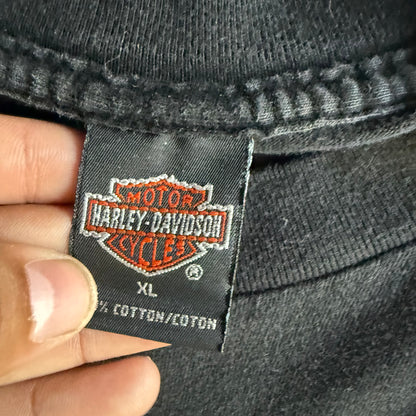 MOTOR
HARLEY-DAVIDSON
CYCLES
®
XL
% COTTON/COTON